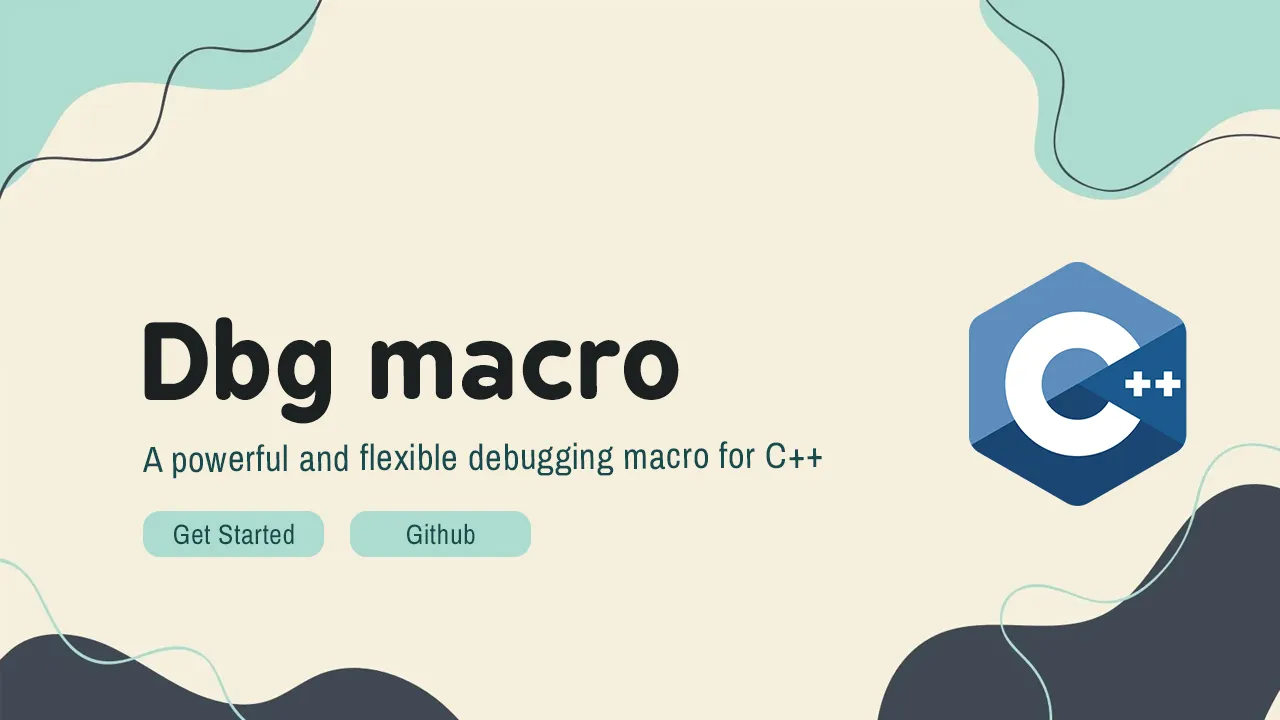 Dbg macro
A powerful and flexible debugging macro for C++
Get Started
Github
C++